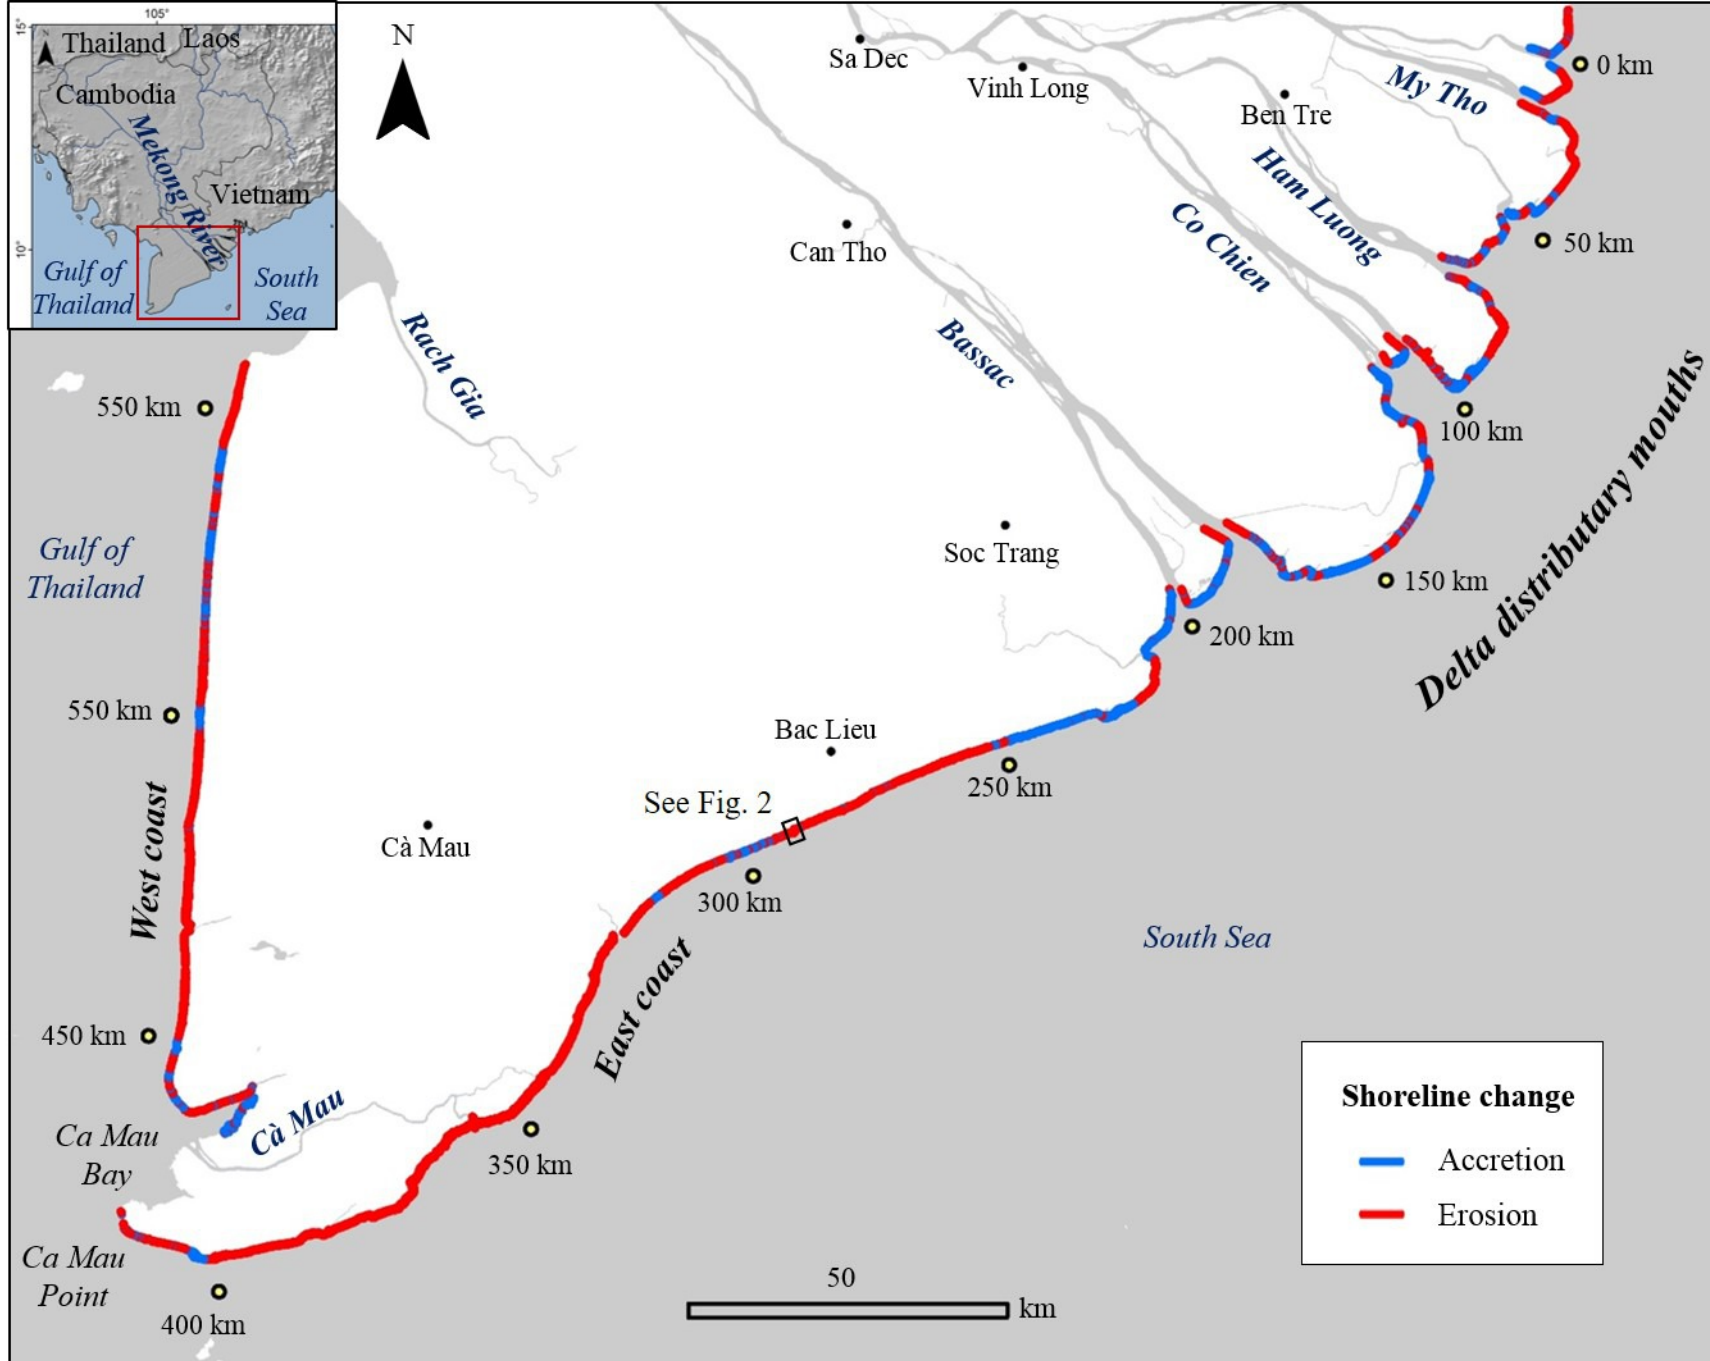 105°
15°
N
Thailand
Laos
Cambodia
Mekong River
Vietnam
10°
Gulf of
Thailand
South
Sea
N
Sa Dec
Vinh Long
Ben Tre
My Tho
0 km
Ham Luong
Co Chien
50 km
Can Tho
Bassac
Rach Gia
550 km
100 km
Delta distributary mouths
Gulf of
Thailand
Soc Trang
150 km
200 km
550 km
Bac Lieu
250 km
See Fig. 2
West coast
Cà Mau
300 km
East coast
South Sea
450 km
Cà Mau
Ca Mau
Bay
350 km
Ca Mau
Point
400 km
50
km
Shoreline change
Accretion
Erosion